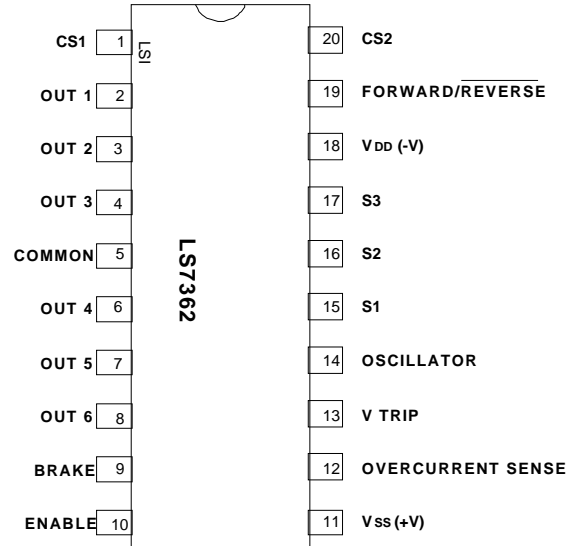 CS1 1
LSI
20 CS2
OUT 1 2
19 FORWARD/REVERSE
OUT 2 3
18 VDD (-V)
OUT 3 4
17 S3
COMMON 5
16 S2
LS7362
OUT 4 6
15 S1
OUT 5 7
14 OSCILLATOR
OUT 6 8
13 V TRIP
BRAKE 9
12 OVERCURRENT SENSE
ENABLE 10
11 VSS (+V)